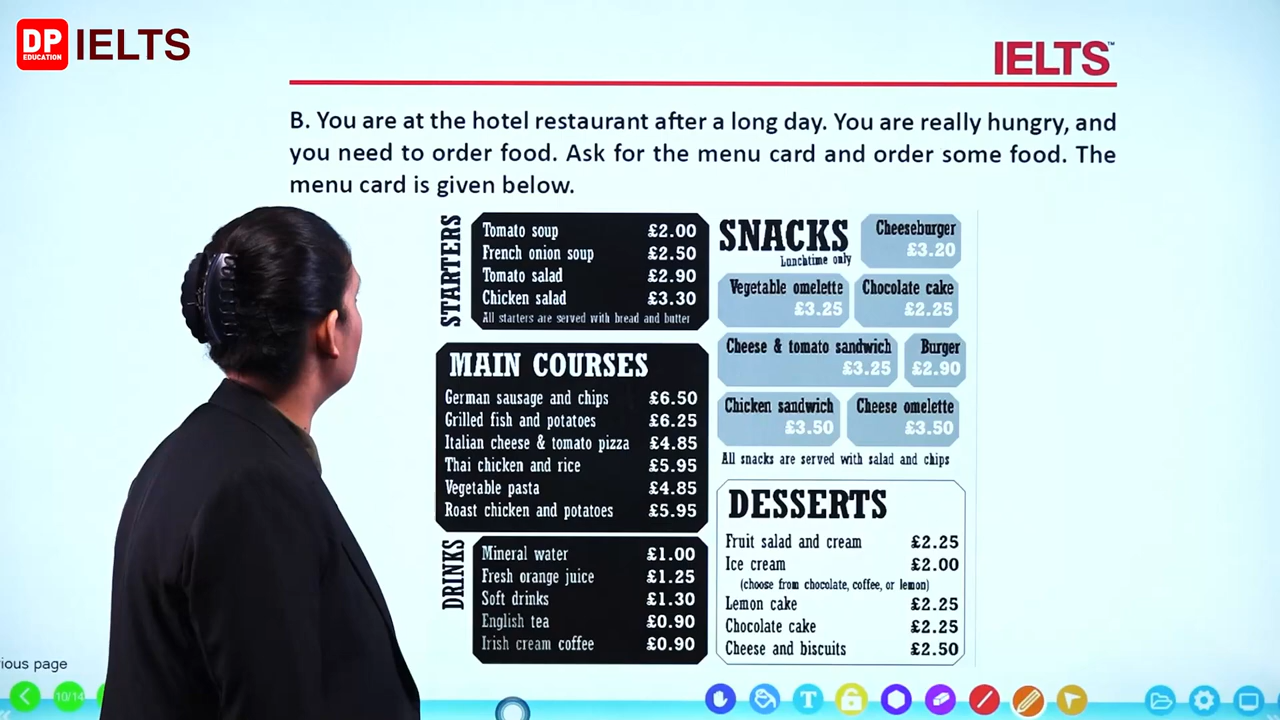 DP
EDUCATION
IELTS
IELTS™
B. You are at the hotel restaurant after a long day. You are really hungry, and
you need to order food. Ask for the menu card and order some food. The
menu card is given below.
STARTERS
Tomato soup £2.00
French onion soup £2.50
Tomato salad £2.90
Chicken salad £3.30
All starters are served with bread and butter
MAIN COURSES
German sausage and chips £6.50
Grilled fish and potatoes £6.25
Italian cheese & tomato pizza £4.85
Thai chicken and rice £5.95
Vegetable pasta £4.85
Roast chicken and potatoes £5.95
DRINKS
Mineral water £1.00
Fresh orange juice £1.25
Soft drinks £1.30
English tea £0.90
Irish cream coffee £0.90
SNACKS
Lunchtime only
Cheeseburger
£3.20
Vegetable omelette
£3.25
Chocolate cake
£2.25
Cheese & tomato sandwich
£3.25
Burger
£2.90
Chicken sandwich
£3.50
Cheese omelette
£3.50
All snacks are served with salad and chips
DESSERTS
Fruit salad and cream £2.25
Ice cream £2.00
(choose from chocolate, coffee, or lemon)
Lemon cake £2.25
Chocolate cake £2.25
Cheese and biscuits £2.50
ious page
10/14
T